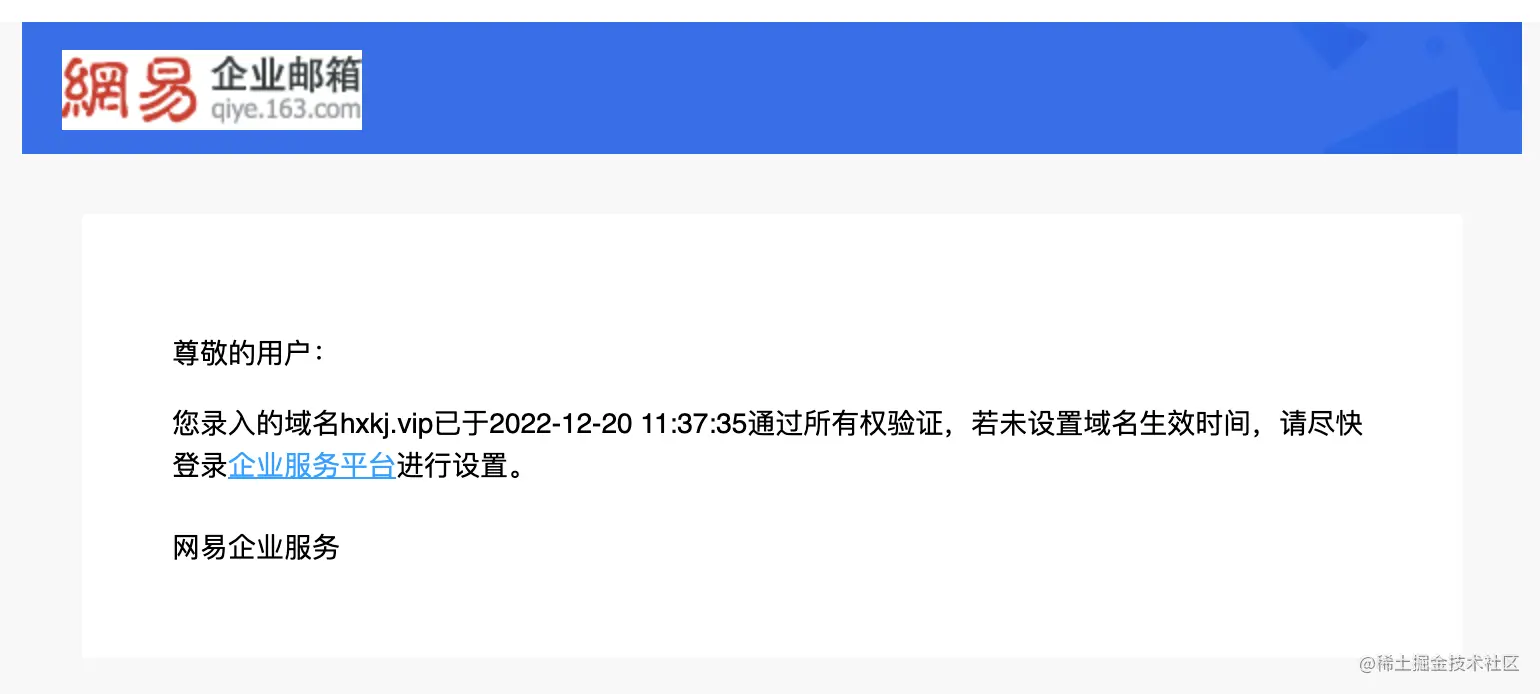 網易 企业邮箱
qiye.163.com
尊敬的用户：
您录入的域名hxkj.vip已于2022-12-20 11:37:35通过所有权验证，若未设置域名生效时间，请尽快
登录企业服务平台进行设置。
网易企业服务
@稀土掘金技术社区